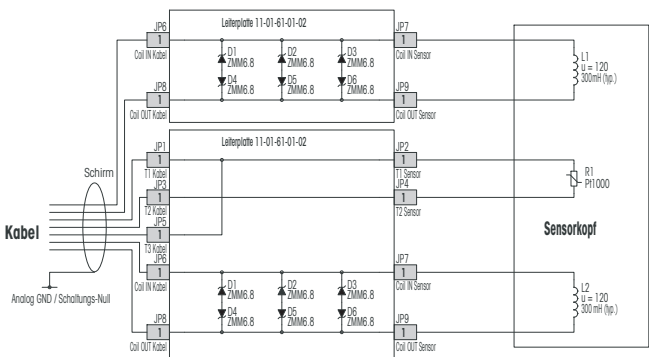 Leiterplatte 11-01-61-01-02
JP6
1
Coil IN Kabel
JP7
1
Coil IN Sensor
D1
ZMM6.8
D2
ZMM6.8
D3
ZMM6.8
D4
ZMM6.8
D5
ZMM6.8
D6
ZMM6.8
L1
u = 120
300mH (typ.)
JP8
1
Coil OUT Kabel
JP9
1
Coil OUT Sensor
Leiterplatte 11-01-61-01-02
JP1
1
T1 Kabel
JP2
1
T1 Sensor
Schirm
JP3
1
T2 Kabel
JP4
1
T2 Sensor
R1
Pt1000
Kabel
JP5
1
T3 Kabel
Sensorkopf
JP6
1
Coil IN Kabel
JP7
1
Coil IN Sensor
Analog GND / Schaltungs-Null
D1
ZMM6.8
D2
ZMM6.8
D3
ZMM6.8
D4
ZMM6.8
D5
ZMM6.8
D6
ZMM6.8
L2
u = 120
300 mH (typ.)
JP8
1
Coil OUT Kabel
JP9
1
Coil OUT Sensor